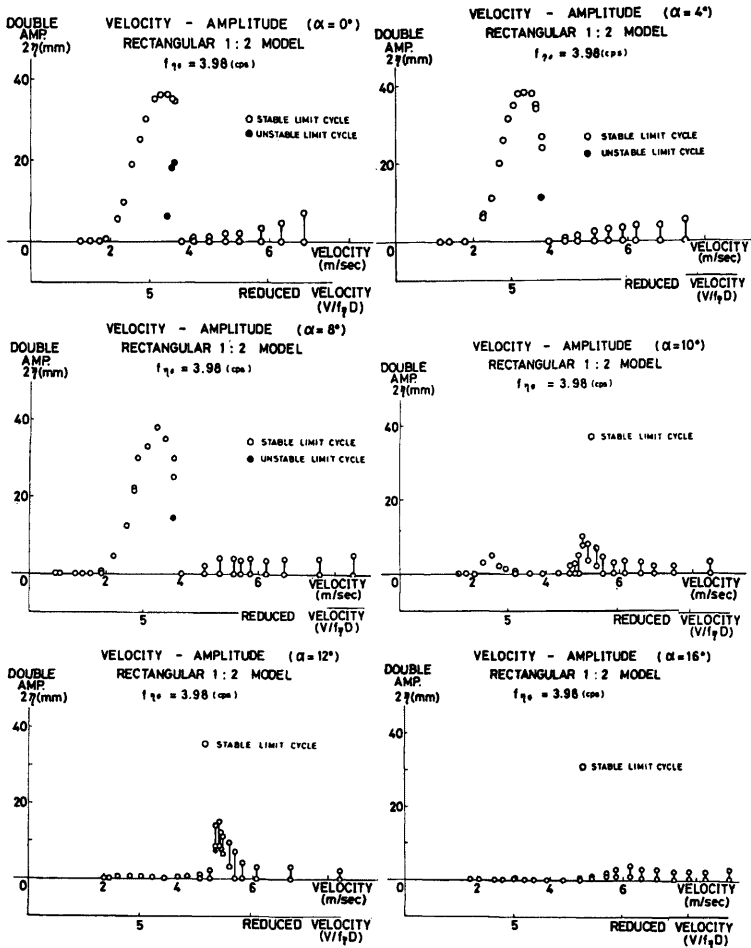 VELOCITY - AMPLITUDE (α = 0°)
DOUBLE AMP. 2η(mm)
RECTANGULAR 1 : 2 MODEL
fη₀ = 3.98 (cps)
40
20
○ STABLE LIMIT CYCLE
● UNSTABLE LIMIT CYCLE
0 2 4 6 VELOCITY (m/sec)
5 REDUCED VELOCITY (V/fηD)
VELOCITY - AMPLITUDE (α = 4°)
DOUBLE AMP. 2η(mm)
RECTANGULAR 1 : 2 MODEL
fη₀ = 3.98 (cps)
40
20
○ STABLE LIMIT CYCLE
● UNSTABLE LIMIT CYCLE
0 2 4 6 VELOCITY (m/sec)
5 REDUCED VELOCITY (V/fηD)
VELOCITY - AMPLITUDE (α = 8°)
DOUBLE AMP. 2η(mm)
RECTANGULAR 1 : 2 MODEL
fη₀ = 3.98 (cps)
40
20
○ STABLE LIMIT CYCLE
● UNSTABLE LIMIT CYCLE
0 2 4 6 VELOCITY (m/sec)
5 REDUCED VELOCITY (V/fηD)
VELOCITY - AMPLITUDE (α = 10°)
DOUBLE AMP. 2η(mm)
RECTANGULAR 1 : 2 MODEL
fη₀ = 3.98 (cps)
40
20
○ STABLE LIMIT CYCLE
0 2 4 6 VELOCITY (m/sec)
5 REDUCED VELOCITY (V/fηD)
VELOCITY - AMPLITUDE (α = 12°)
DOUBLE AMP. 2η(mm)
RECTANGULAR 1 : 2 MODEL
fη₀ = 3.98 (cps)
40
20
○ STABLE LIMIT CYCLE
0 2 4 6 VELOCITY (m/sec)
5 REDUCED VELOCITY (V/fηD)
VELOCITY - AMPLITUDE (α = 16°)
DOUBLE AMP. 2η(mm)
RECTANGULAR 1 : 2 MODEL
fη₀ = 3.98 (cps)
40
20
○ STABLE LIMIT CYCLE
0 2 4 6 VELOCITY (m/sec)
5 REDUCED VELOCITY (V/fηD)